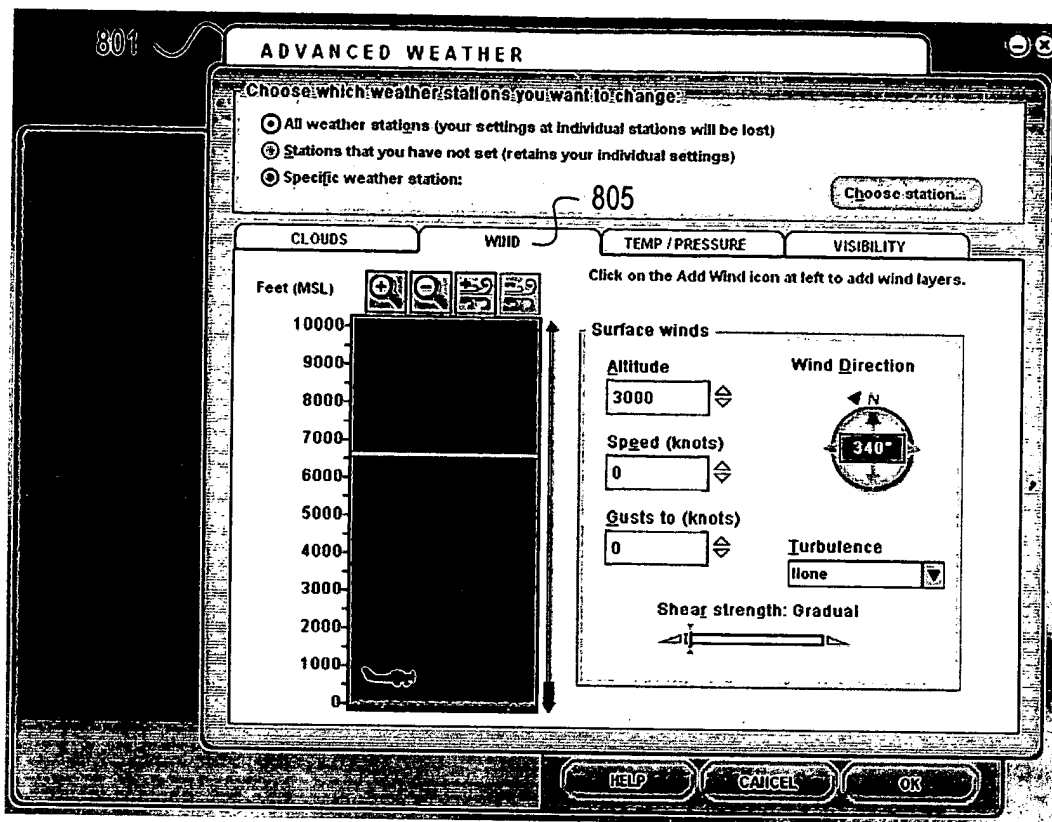 801
ADVANCED WEATHER
Choose which weather stations you want to change:
All weather stations (your settings at individual stations will be lost)
Stations that you have not set (retains your individual settings)
Specific weather station:
805
Choose station...
CLOUDS
WIND
TEMP / PRESSURE
VISIBILITY
Click on the Add Wind icon at left to add wind layers.
Feet (MSL)
10000
9000
8000
7000
6000
5000
4000
3000
2000
1000
0
Surface winds
Altitude
3000
Wind Direction
N
340°
Speed (knots)
0
Gusts to (knots)
0
Turbulence
None
Shear strength: Gradual
HELP
CANCEL
OK